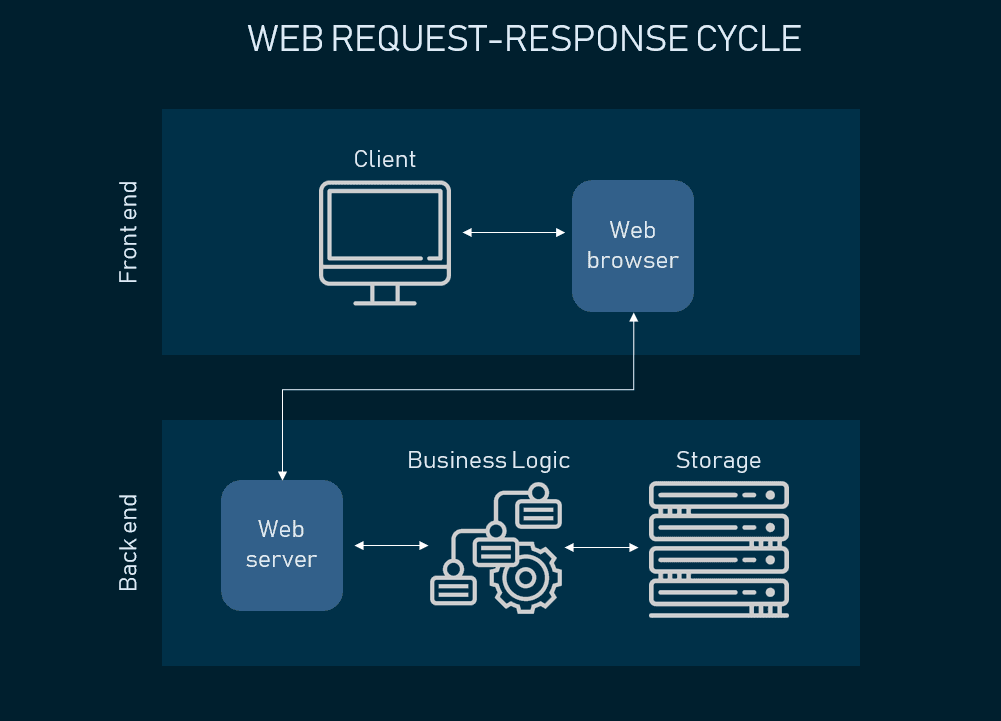 WEB REQUEST-RESPONSE CYCLE
Front end
Client
Web
browser
Back end
Business Logic
Storage
Web
server